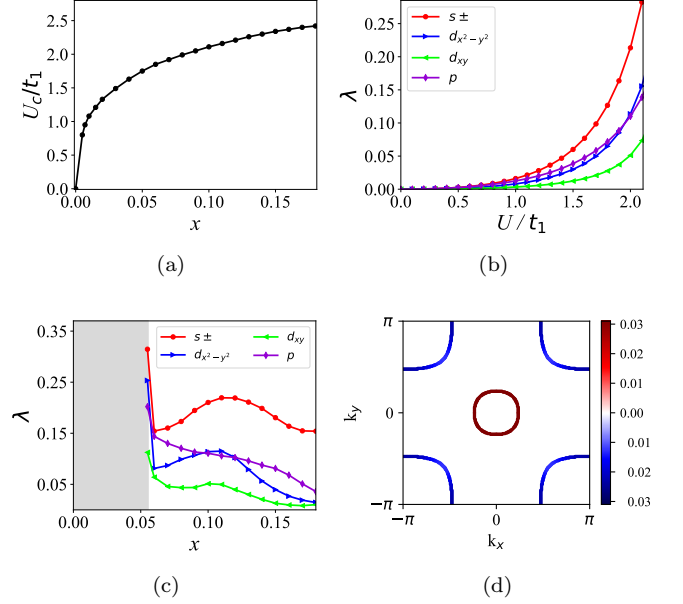 2.5
2.0
1.5
1.0
0.5
0.0
U_c/t_1
0.00 0.05 0.10 0.15
x
(a)
0.25
0.20
0.15
0.10
0.05
0.00
λ
s ±
d_{x²−y²}
d_{xy}
p
0.0 0.5 1.0 1.5 2.0
U/t_1
(b)
0.35
0.25
0.15
0.05
λ
s ± d_{xy}
d_{x²−y²} p
0.00 0.05 0.10 0.15
x
(c)
π
0
−π
k_y
−π 0 π
k_x
0.03
0.02
0.01
0.00
0.01
0.02
0.03
(d)